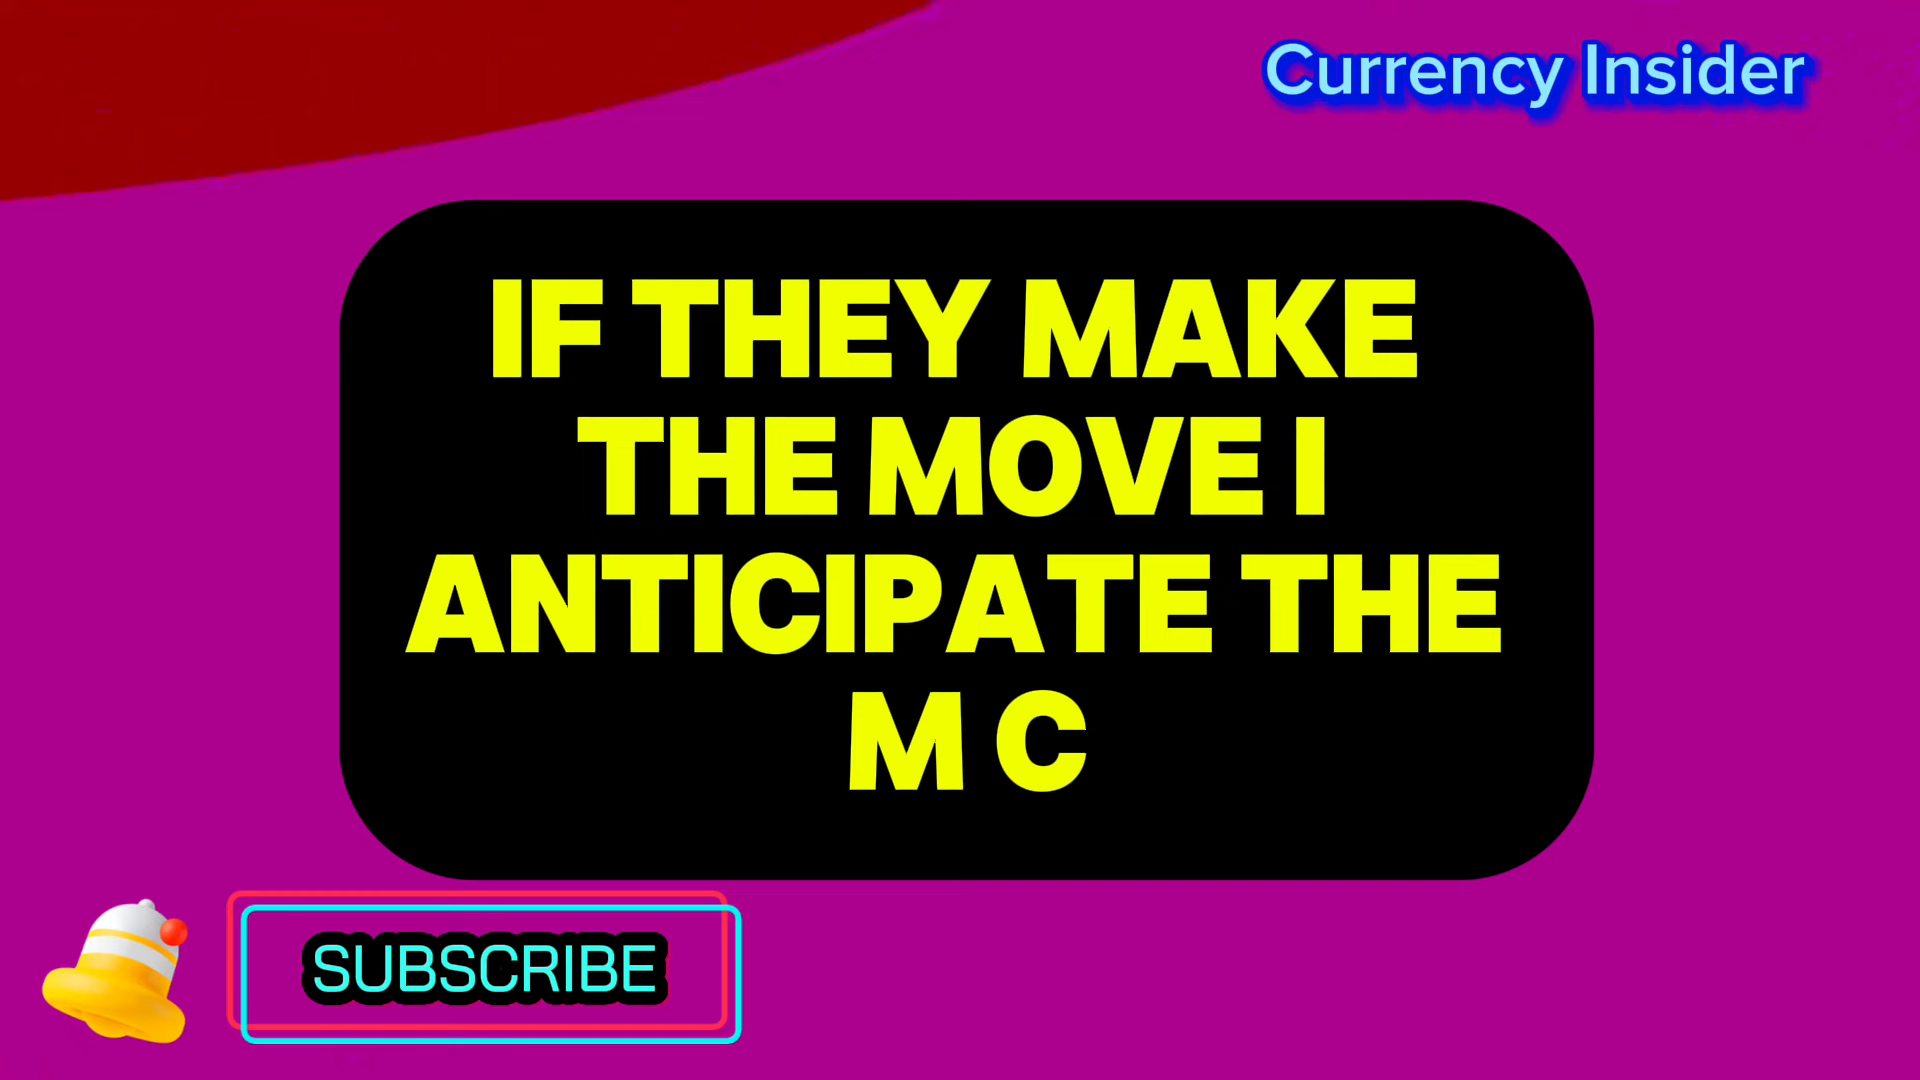 Currency Insider
IF THEY MAKE
THE MOVE I
ANTICIPATE THE
M C
SUBSCRIBE